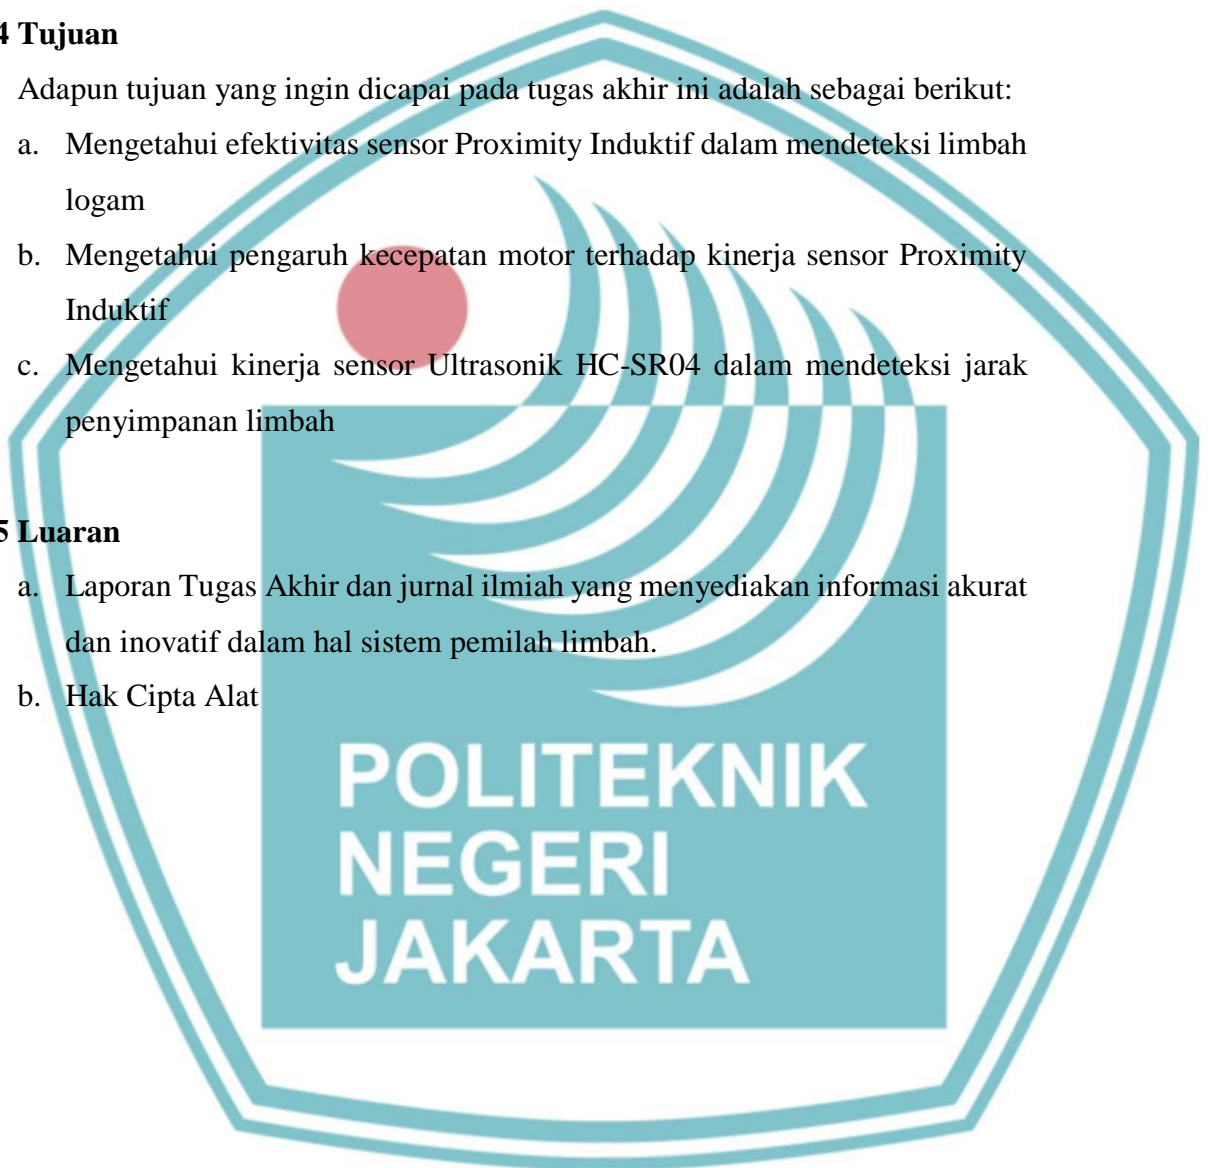 4 Tujuan
Adapun tujuan yang ingin dicapai pada tugas akhir ini adalah sebagai berikut:
a. Mengetahui efektivitas sensor Proximity Induktif dalam mendeteksi limbah
logam
b. Mengetahui pengaruh kecepatan motor terhadap kinerja sensor Proximity
Induktif
c. Mengetahui kinerja sensor Ultrasonik HC-SR04 dalam mendeteksi jarak
penyimpanan limbah
5 Luaran
a. Laporan Tugas Akhir dan jurnal ilmiah yang menyediakan informasi akurat
dan inovatif dalam hal sistem pemilah limbah.
b. Hak Cipta Alat
POLITEKNIK
NEGERI
JAKARTA